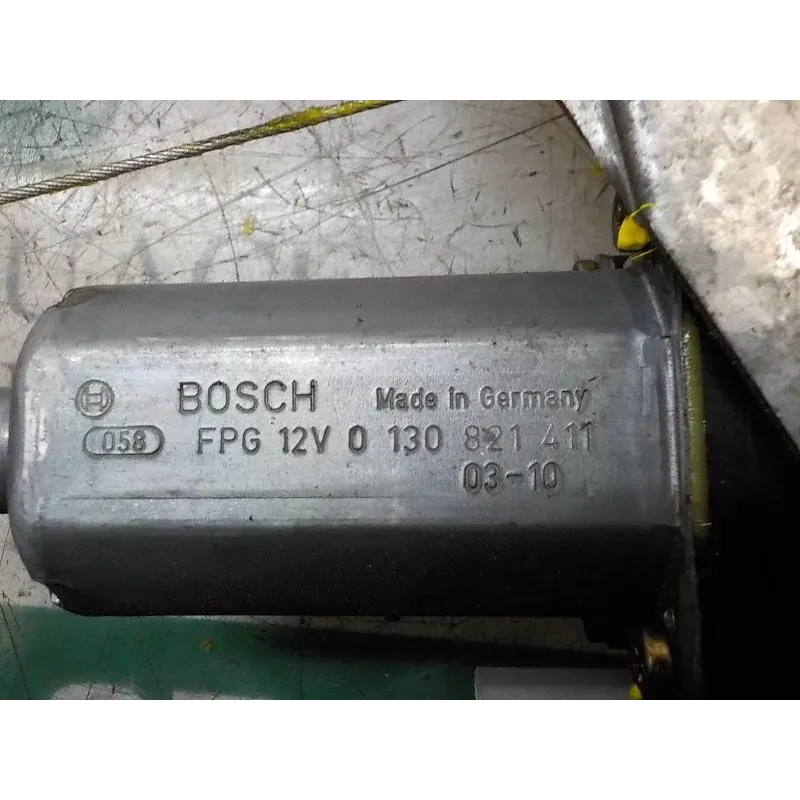 BOSCH Made in Germany
058 FPG 12V 0 130 821 411
03-10